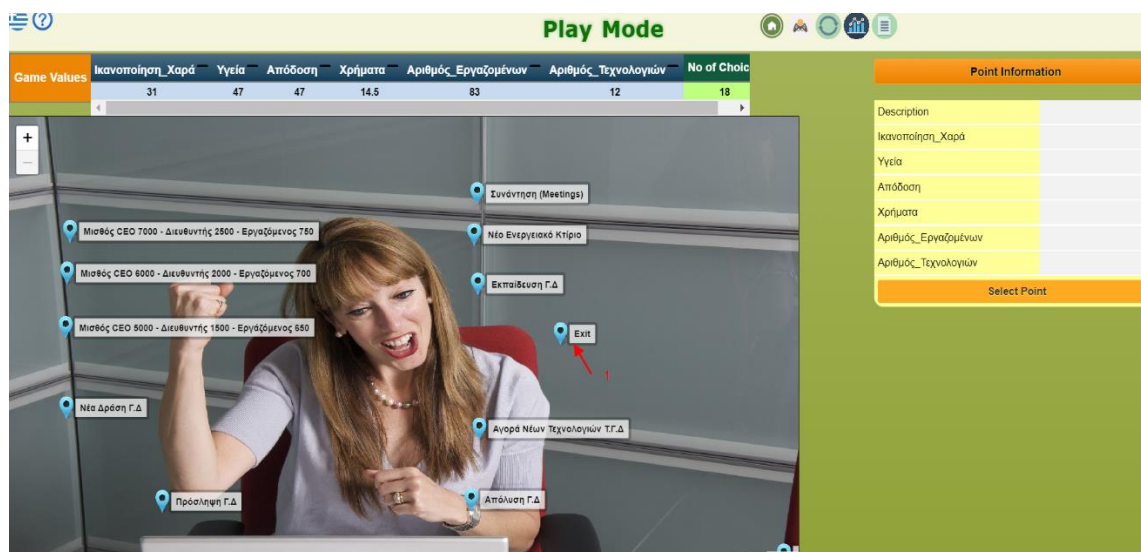 Play Mode
Game Values
Ικανοποίηση_Χαρά Υγεία Απόδοση Χρήματα Αριθμός_Εργαζομένων Αριθμός_Τεχνολογιών No of Choic
31 47 47 14.5 83 12 18
Point Information
Description
Ικανοποίηση_Χαρά
Υγεία
Απόδοση
Χρήματα
Αριθμός_Εργαζομένων
Αριθμός_Τεχνολογιών
Select Point
+
−
Συνάντηση (Meetings)
Μισθός CEO 7000 - Διευθυντής 2500 - Εργαζόμενος 750
Νέο Ενεργειακό Κτίριο
Μισθός CEO 6000 - Διευθυντής 2000 - Εργαζόμενος 700
Εκπαίδευση Γ.Δ
Μισθός CEO 5000 - Διευθυντής 1500 - Εργάζόμενος 650
Exit
1
Νέα Δράση Γ.Δ
Αγορά Νέων Τεχνολογιών Τ.Γ.Δ
Πρόσληψη Γ.Δ
Απόλυση Γ.Δ